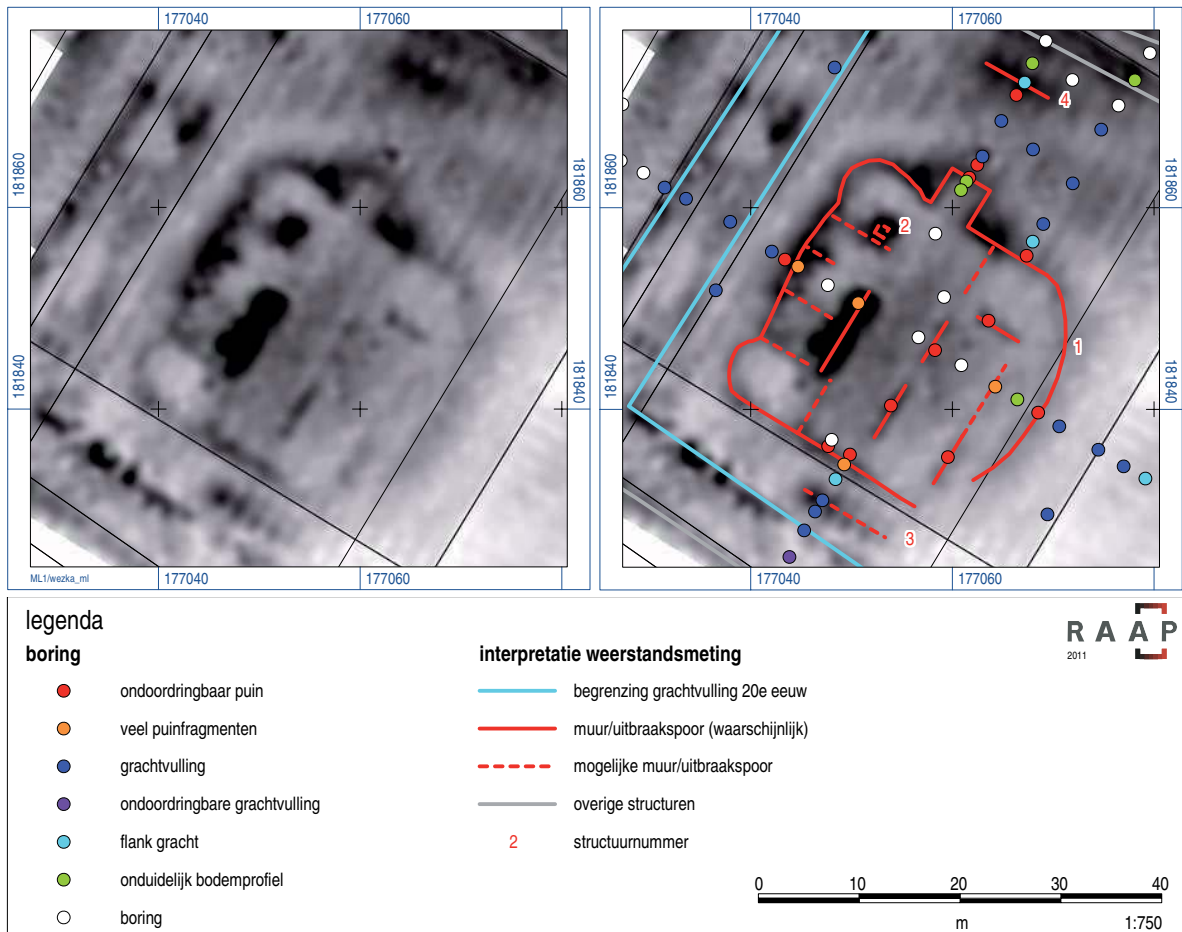 177040 177060 177040 177060
181860 181860 181860 181860
181840 181840 181840 181840
4
2
1
3
ML1/wezka_ml
177040 177060 177040 177060
legenda
boring
ondoordringbaar puin
veel puinfragmenten
grachtvulling
ondoordringbare grachtvulling
flank gracht
onduidelijk bodemprofiel
boring
interpretatie weerstandsmeting
begrenzing grachtvulling 20e eeuw
muur/uitbraakspoor (waarschijnlijk)
mogelijke muur/uitbraakspoor
overige structuren
2 structuurnummer
RAAP
2011
0 10 20 30 40
m 1:750